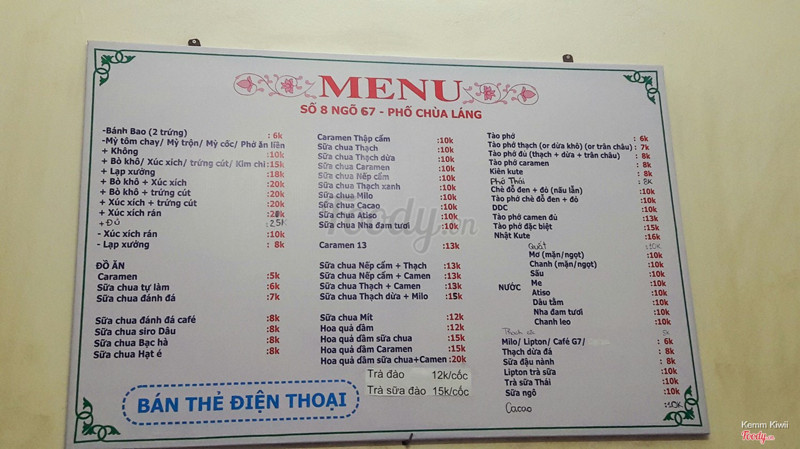 MENU
SỐ 8 NGÕ 67 - PHỐ CHÙA LÁNG
-Bánh Bao (2 trứng) : 6k
-Mỳ tôm chay/ Mỳ trộn/ Mỳ cốc/ Phở ăn liền
+ Không :10k
+ Bò khô/ Xúc xích/ trứng cút/ Kim chi :15k
+ Lạp xưởng :18k
+ Bò khô + Xúc xích :20k
+ Bò khô + trứng cút :20k
+ Xúc xích + trứng cút :20k
+ Xúc xích rán
+ Đủ : 25K
- Xúc xích rán :10k
- Lạp xưởng : 8k
ĐỒ ĂN
Caramen :5k
Sữa chua tự làm :6k
Sữa chua đánh đá :7k
Sữa chua đánh đá café :8k
Sữa chua siro Dâu :8k
Sữa chua Bạc hà :8k
Sữa chua Hạt é :8k
BÁN THẺ ĐIỆN THOẠI
Caramen Thập cẩm :10k
Sữa chua Thạch :10k
Sữa chua Thạch dừa :10k
Sữa chua Caramen :10k
Sữa chua Nếp cẩm :10k
Sữa chua Thạch xanh :10k
Sữa chua Milo :10k
Sữa chua Cacao :10k
Sữa chua Atiso :10k
Sữa chua Nha đam tươi :10k
Caramen 13 :13k
Sữa chua Nếp cẩm + Thạch :13k
Sữa chua Nếp cẩm + Camen :13k
Sữa chua Thạch + Camen :13k
Sữa chua Thạch dừa + Milo :15k
Sữa chua Mít :12k
Hoa quả dầm :12k
Hoa quả dầm sữa chua :15k
Hoa quả dầm Caramen :15k
Hoa quả dầm sữa chua+Camen :20k
Trà đào 12k/cốc
Trà sữa đào 15k/cốc
Tào phớ : 6k
Tào phớ thạch (or dừa khô) (or trân châu) : 7k
Tào phớ đủ (thạch + dừa + trân châu) : 8k
Tào phớ caramen : 8k
Kiên kute : 8k
Phớ Thái : 8K
Chè đỗ đen + đỏ (nấu lẫn) :10k
Tào phớ chè đỗ đen + đỏ :10k
DDC :10k
Tào phớ camen đủ :13k
Tào phớ đặc biệt :15k
Nhật Kute :16k
Quất :10K
Mơ (mặn/ngọt) :10k
Chanh (mặn/ngọt) :10k
Sấu :10k
NƯỚC Me :10k
Atiso :10k
Dâu tằm :10k
Nha đam tươi :10k
Chanh leo :10k
Milo/ Lipton/ Café G7/ : 6k
Thạch dừa đá : 8k
Sữa đậu nành : 8k
Lipton trà sữa :10k
Trà sữa Thái :10k
Sữa ngô :10k
Cacao :10K
Foody.vn
Kemm Kiwii
Foody.vn